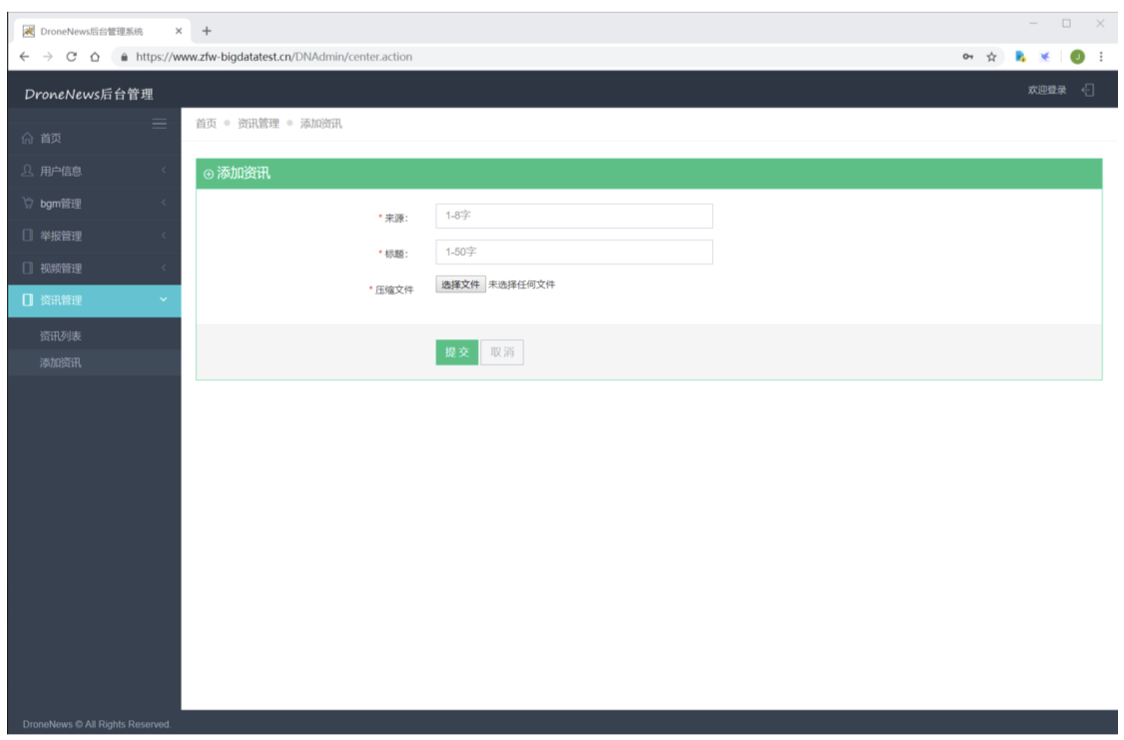 DroneNews后台管理系统
https://www.zfw-bigdatatest.cn/DNAdmin/center.action
J
DroneNews后台管理
欢迎登录
首页
用户信息
bgm管理
举报管理
视频管理
资讯管理
资讯列表
添加资讯
首页 资讯管理 添加资讯
添加资讯
* 来源：
1-8字
* 标题：
1-50字
* 压缩文件
选择文件 未选择任何文件
提交 取消
DroneNews © All Rights Reserved.